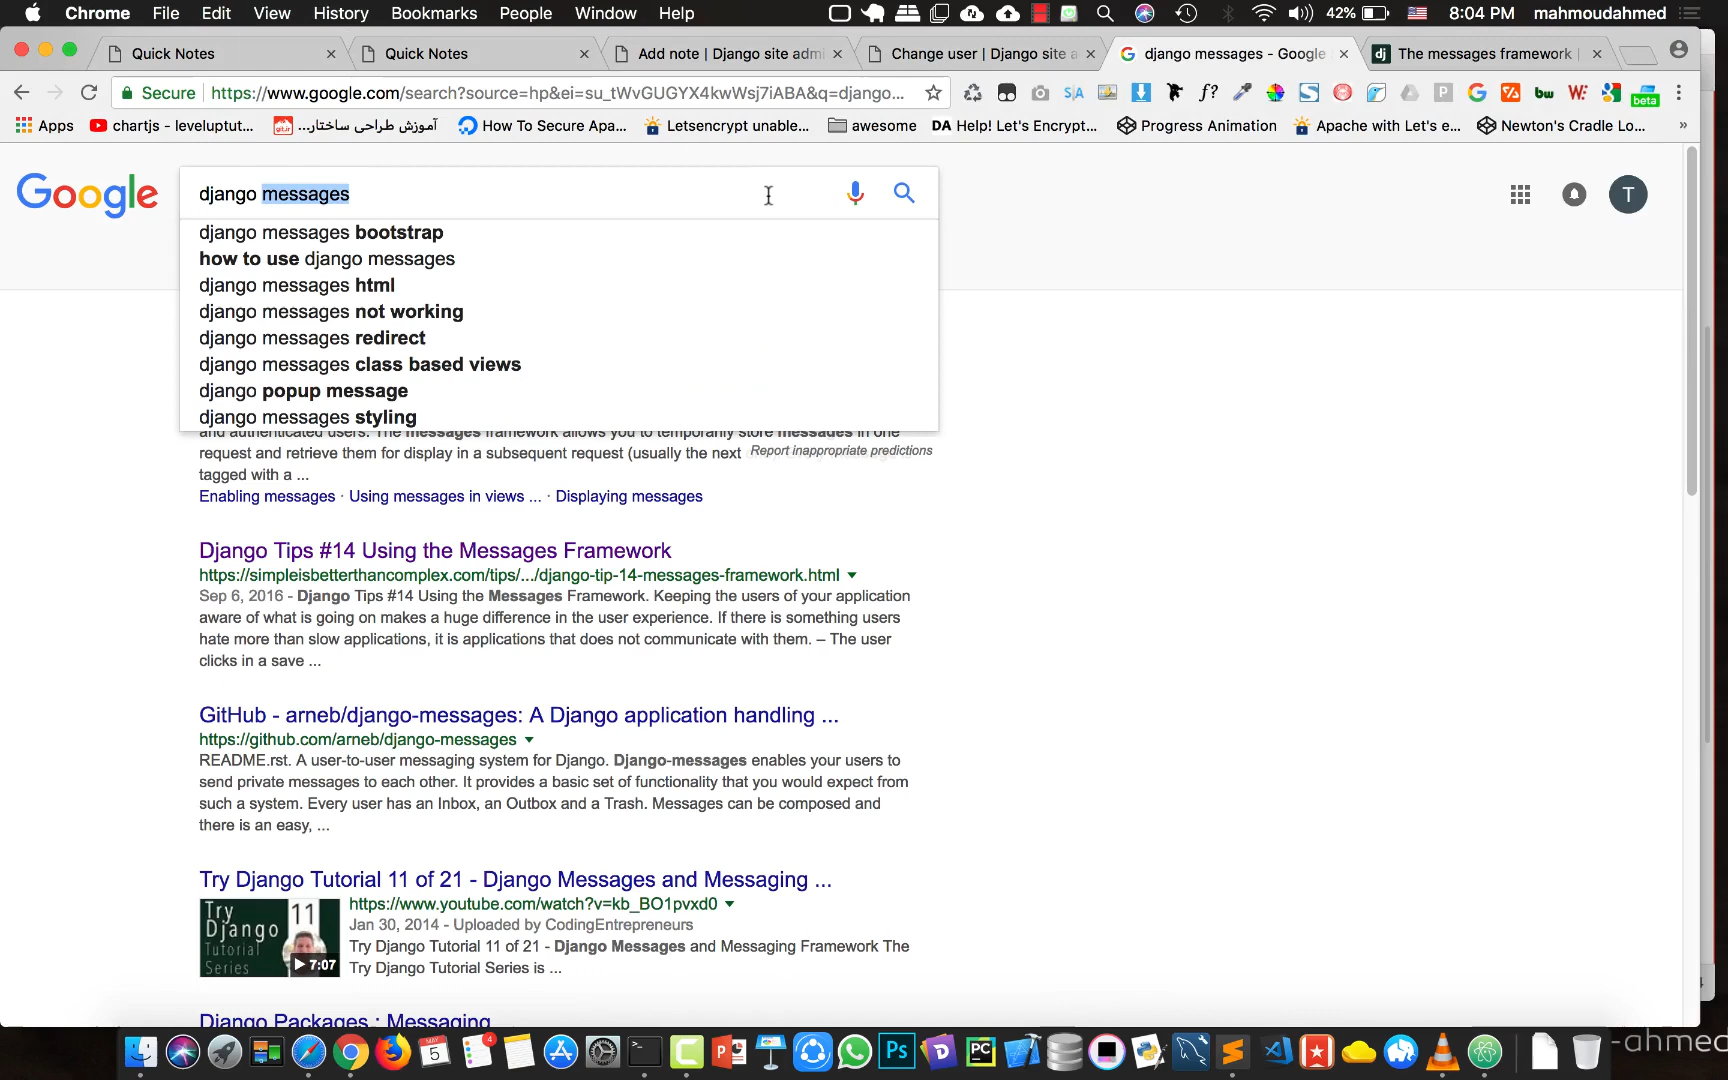 Chrome File Edit View History Bookmarks People Window Help 42% 8:04 PM mahmoudahmed
Quick Notes Quick Notes Add note | Django site admi Change user | Django site a django messages - Google The messages framework |
Secure https://www.google.com/search?source=hp&ei=su_tWvGUGYX4kwWsj7iABA&q=django...
Apps chartjs - leveluptut... آموزش طراحی ساختار... How To Secure Apa... Letsencrypt unable... awesome DA Help! Let's Encrypt... Progress Animation Apache with Let's e... Newton's Cradle Lo... »
Google
django messages
T
django messages bootstrap
how to use django messages
django messages html
django messages not working
django messages redirect
django messages class based views
django popup message
django messages styling
and authenticated users. The messages framework allows you to temporarily store messages in one
request and retrieve them for display in a subsequent request (usually the next
Report inappropriate predictions
tagged with a ...
Enabling messages · Using messages in views ... · Displaying messages
Django Tips #14 Using the Messages Framework
https://simpleisbetterthancomplex.com/tips/.../django-tip-14-messages-framework.html
Sep 6, 2016 - Django Tips #14 Using the Messages Framework. Keeping the users of your application
aware of what is going on makes a huge difference in the user experience. If there is something users
hate more than slow applications, it is applications that does not communicate with them. – The user
clicks in a save ...
GitHub - arneb/django-messages: A Django application handling ...
https://github.com/arneb/django-messages
README.rst. A user-to-user messaging system for Django. Django-messages enables your users to
send private messages to each other. It provides a basic set of functionality that you would expect from
such a system. Every user has an Inbox, an Outbox and a Trash. Messages can be composed and
there is an easy, ...
Try Django Tutorial 11 of 21 - Django Messages and Messaging ...
Try Django Tutorial Series 11 7:07
https://www.youtube.com/watch?v=kb_BO1pvxd0
Jan 30, 2014 - Uploaded by CodingEntrepreneurs
Try Django Tutorial 11 of 21 - Django Messages and Messaging Framework The
Try Django Tutorial Series is ...
Django Packages : Messaging
-ahmed